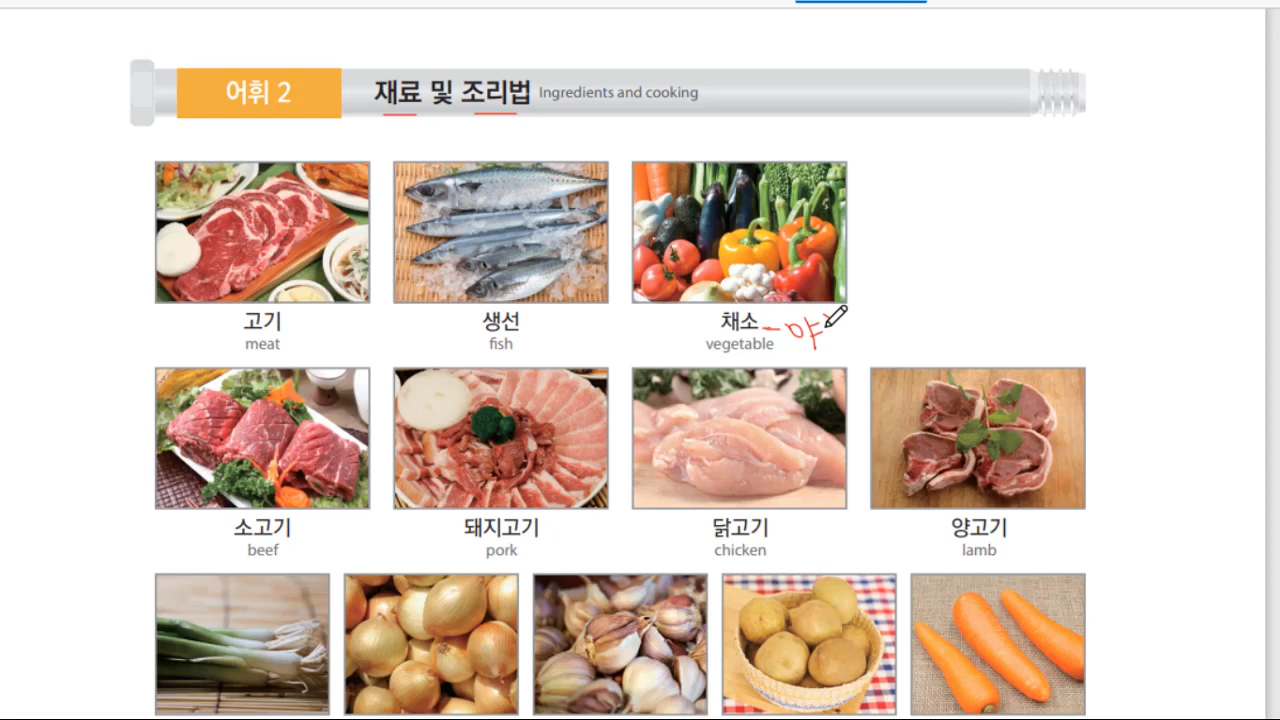 어휘 2 재료 및 조리법 Ingredients and cooking
고기 생선 채소 - 야
meat fish vegetable
소고기 돼지고기 닭고기 양고기
beef pork chicken lamb